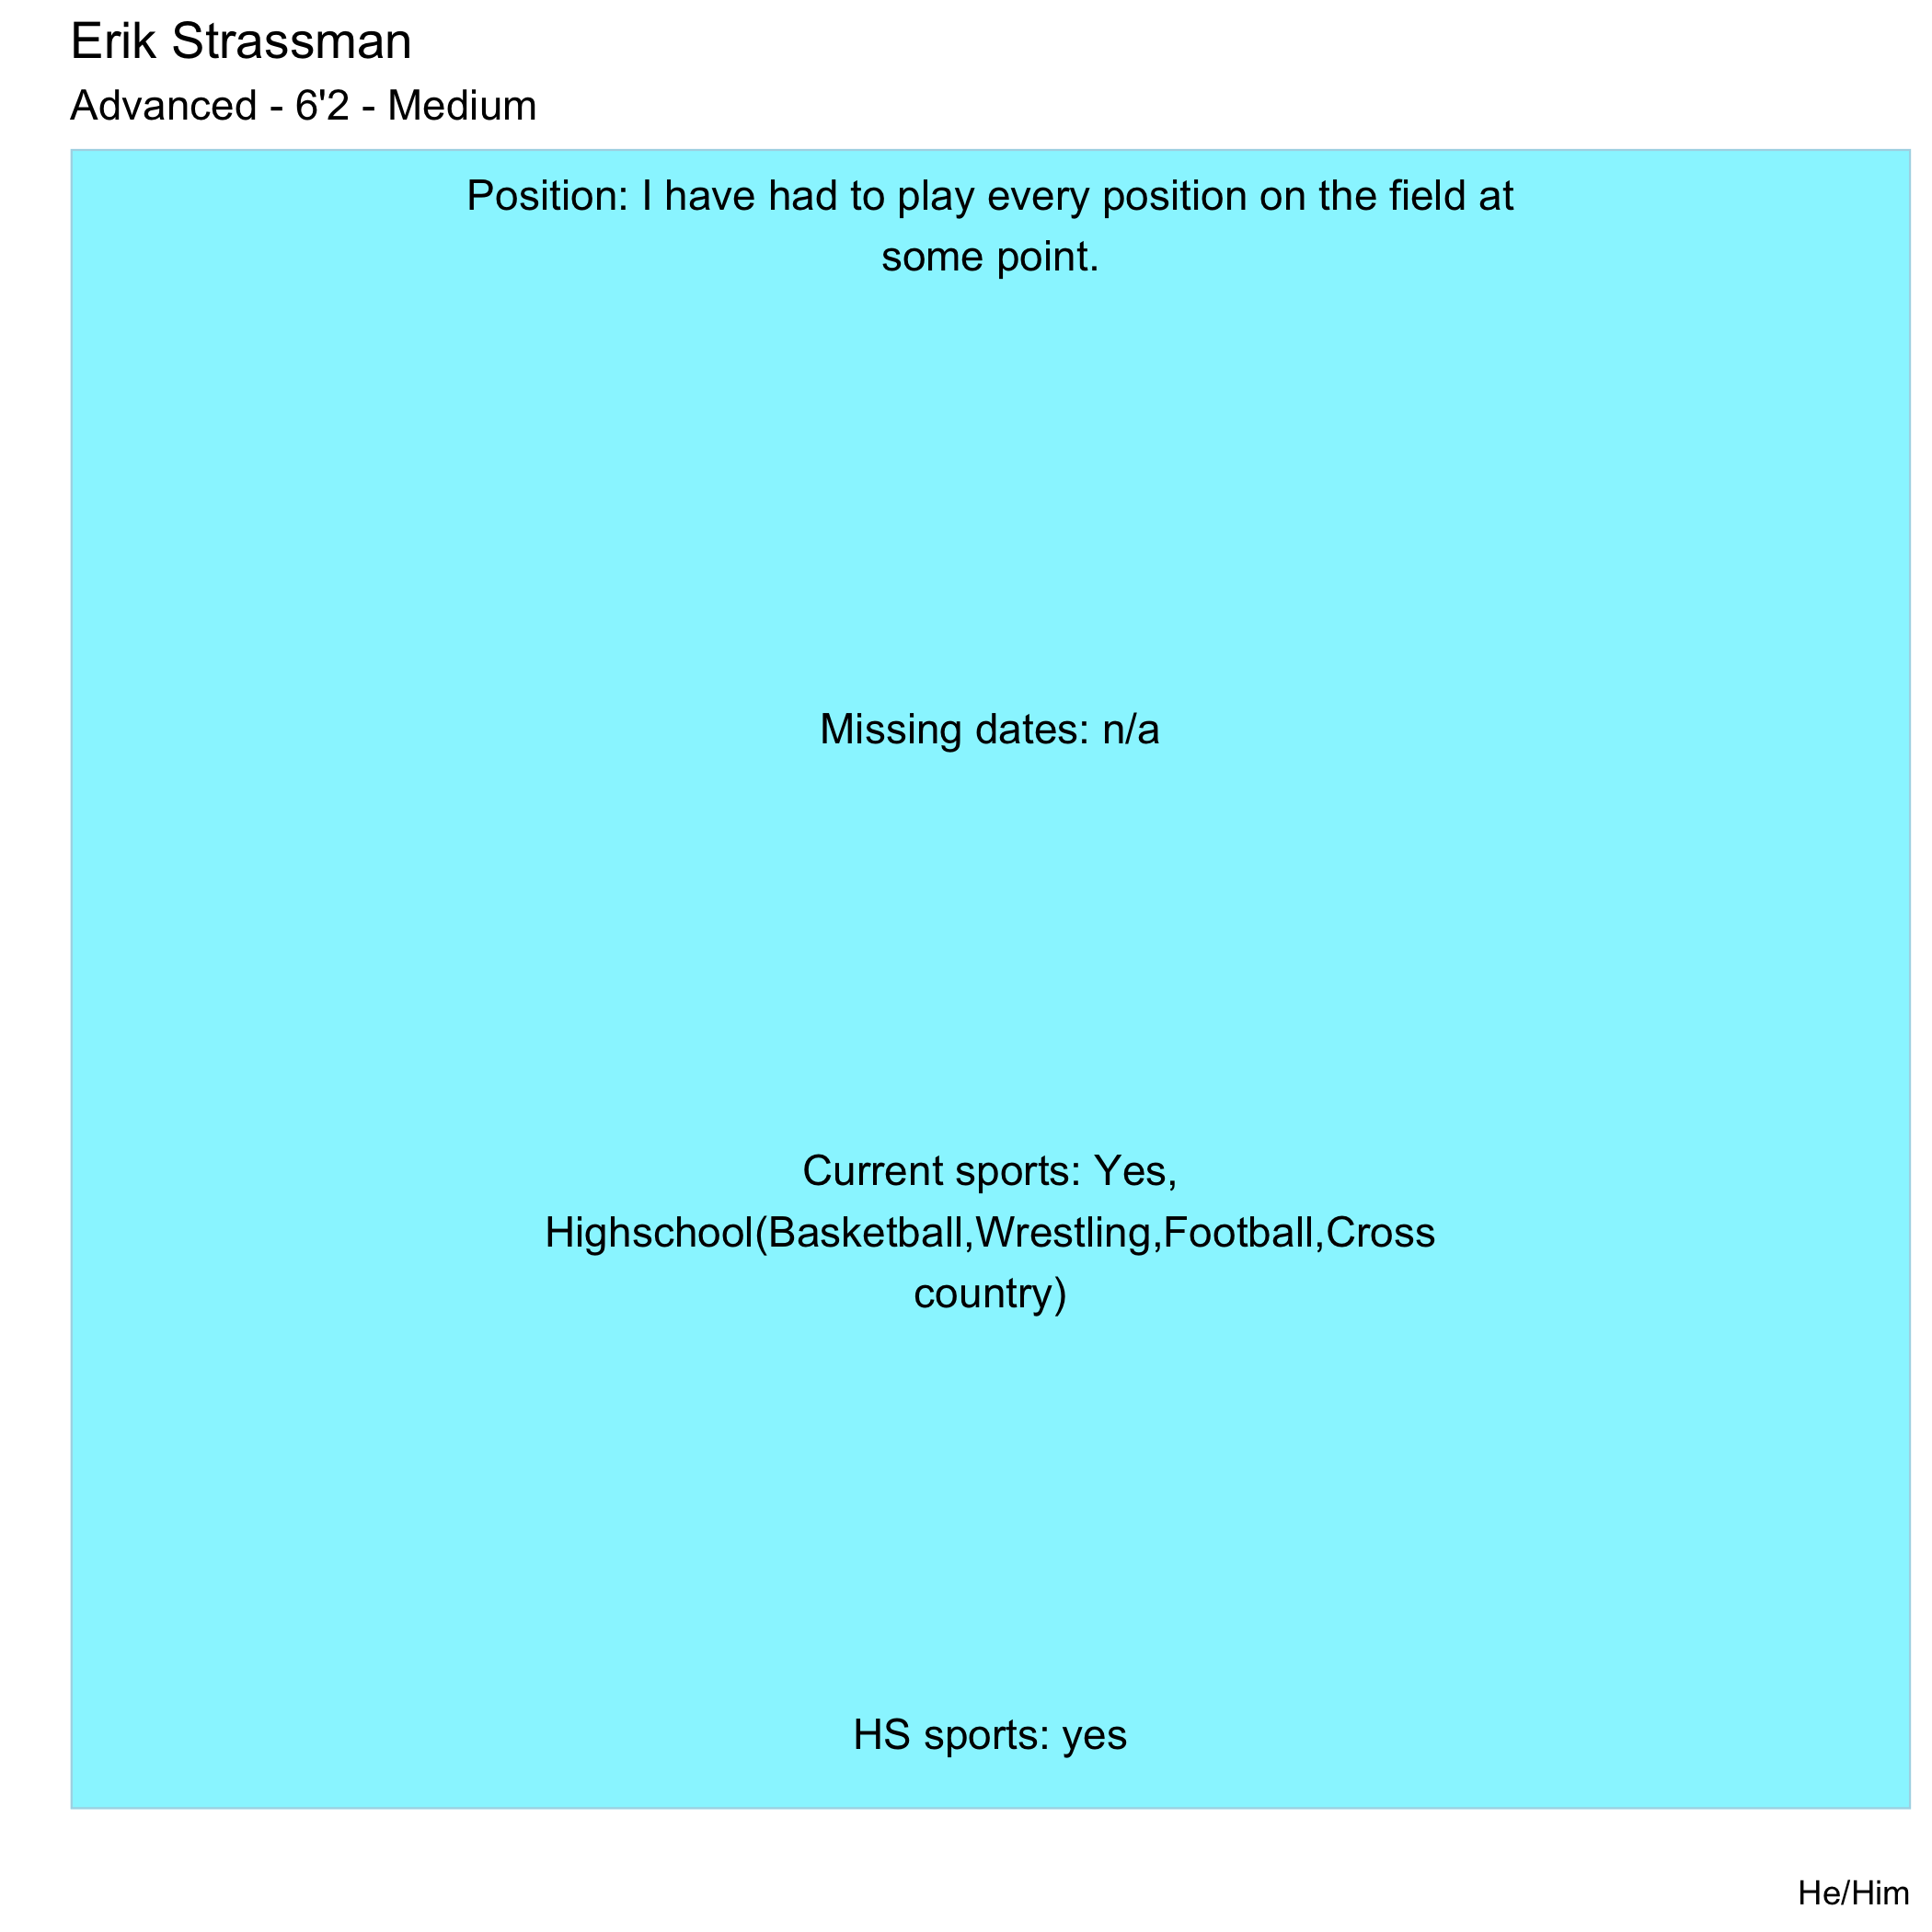 Erik Strassman
Advanced - 6'2 - Medium
Position: I have had to play every position on the field at
some point.
Missing dates: n/a
Current sports: Yes,
Highschool(Basketball,Wrestling,Football,Cross
country)
HS sports: yes
He/Him